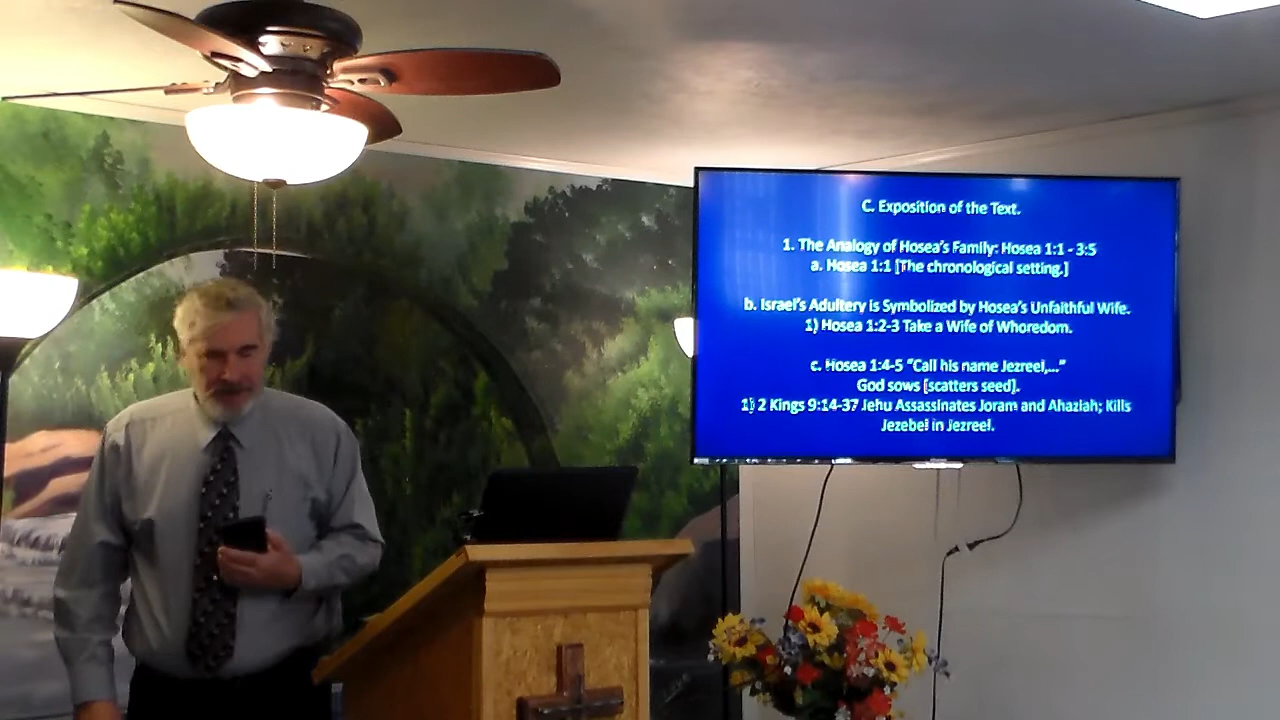 C. Exposition of the Text.
1. The Analogy of Hosea's Family: Hosea 1:1 - 3:5
a. Hosea 1:1 [The chronological setting.]
b. Israel's Adultery is Symbolized by Hosea's Unfaithful Wife.
1) Hosea 1:2-3 Take a Wife of Whoredom.
c. Hosea 1:4-5 "Call his name Jezreel,..."
God sows [scatters seed].
1) 2 Kings 9:14-37 Jehu Assassinates Joram and Ahaziah; Kills
Jezebel in Jezreel.